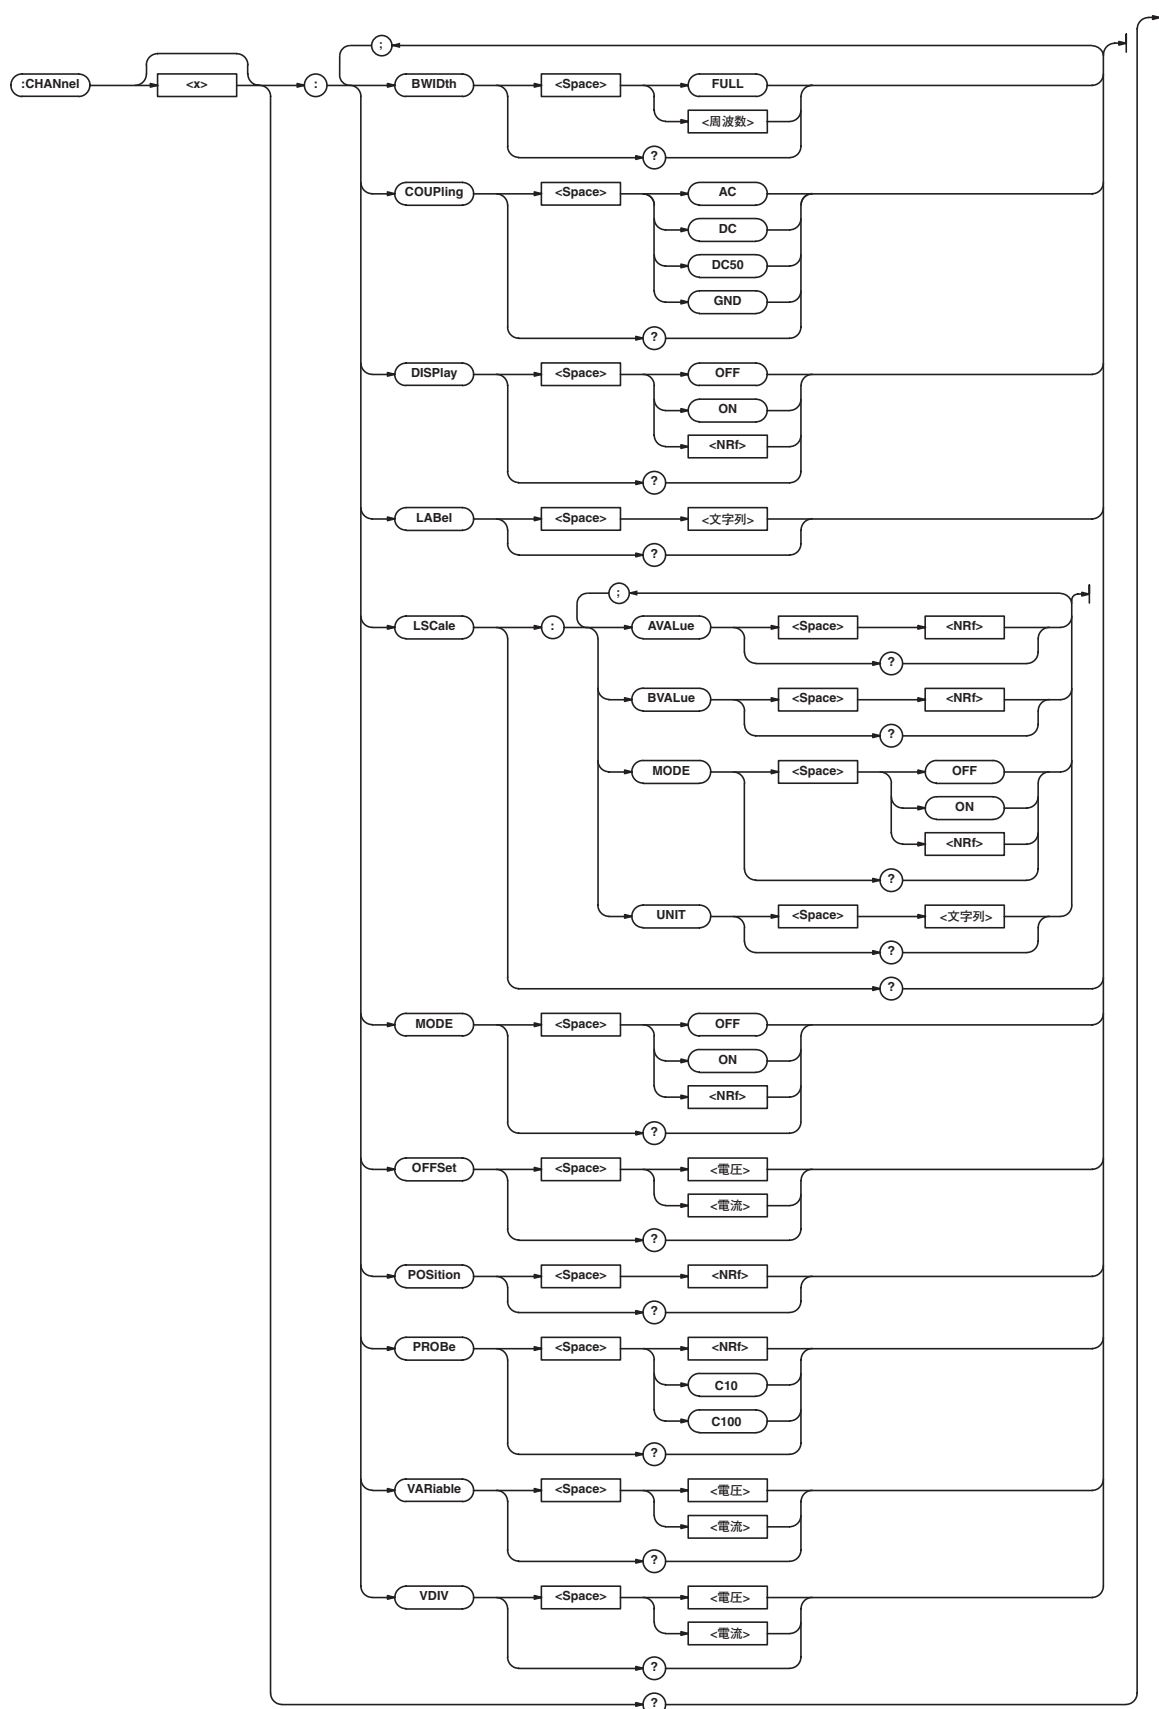 ;
:CHANnel <x> : BWIDth <Space> FULL
<周波数>
?
COUPling <Space> AC
DC
DC50
GND
?
DISPlay <Space> OFF
ON
<NRf>
?
LABel <Space> <文字列>
?
;
LSCale : AVALue <Space> <NRf>
?
BVALue <Space> <NRf>
?
MODE <Space> OFF
ON
<NRf>
?
UNIT <Space> <文字列>
?
?
MODE <Space> OFF
ON
<NRf>
?
OFFSet <Space> <電圧>
<電流>
?
POSition <Space> <NRf>
?
PROBe <Space> <NRf>
C10
C100
?
VARiable <Space> <電圧>
<電流>
?
VDIV <Space> <電圧>
<電流>
?
?